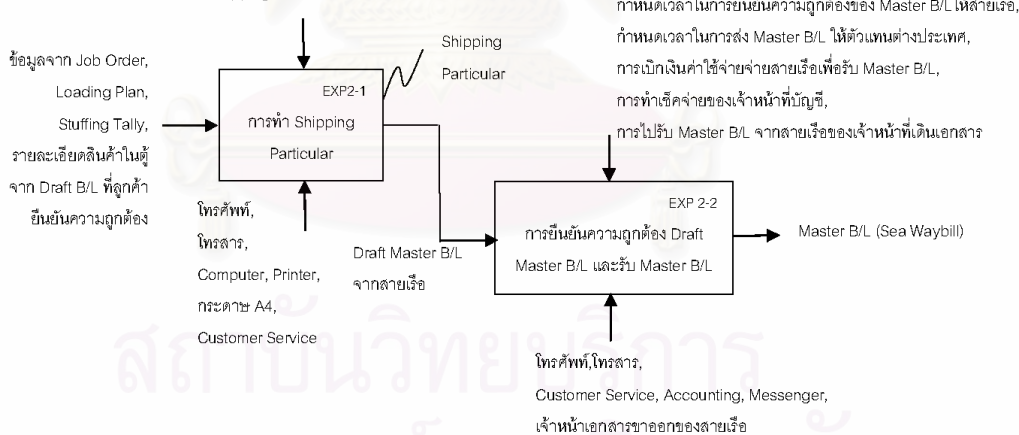 กำหนดเวลาในการยืนยันความถูกต้องของ Master B/L ให้สายเรือ,
กำหนดเวลาในการส่ง Master B/L ให้ตัวแทนต่างประเทศ,
การเบิกเงินค่าใช้จ่ายจ่ายสายเรือเพื่อรับ Master B/L,
การทำเช็คจ่ายของเจ้าหน้าที่บัญชี,
การไปรับ Master B/L จากสายเรือของเจ้าหน้าที่เดินเอกสาร
Shipping
Particular
ข้อมูลจาก Job Order,
Loading Plan,
Stuffing Tally,
รายละเอียดสินค้าในตู้
จาก Draft B/L ที่ลูกค้า
ยืนยันความถูกต้อง
EXP2-1
การทำ Shipping
Particular
โทรศัพท์,
โทรสาร,
Computer, Printer,
กระดาษ A4,
Customer Service
Draft Master B/L
จากสายเรือ
EXP 2-2
การยืนยันความถูกต้อง Draft
Master B/L และรับ Master B/L
Master B/L (Sea Waybill)
โทรศัพท์,โทรสาร,
Customer Service, Accounting, Messenger,
เจ้าหน้าเอกสารขาออกของสายเรือ
สถาบันวิทยบริการ